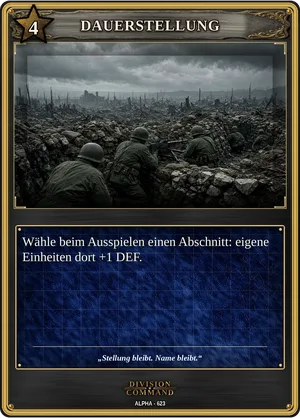 4
DAUERSTELLUNG
Wähle beim Ausspielen einen Abschnitt: eigene
Einheiten dort +1 DEF.
„Stellung bleibt. Name bleibt.“
DIVISION
COMMAND
ALPHA - 623